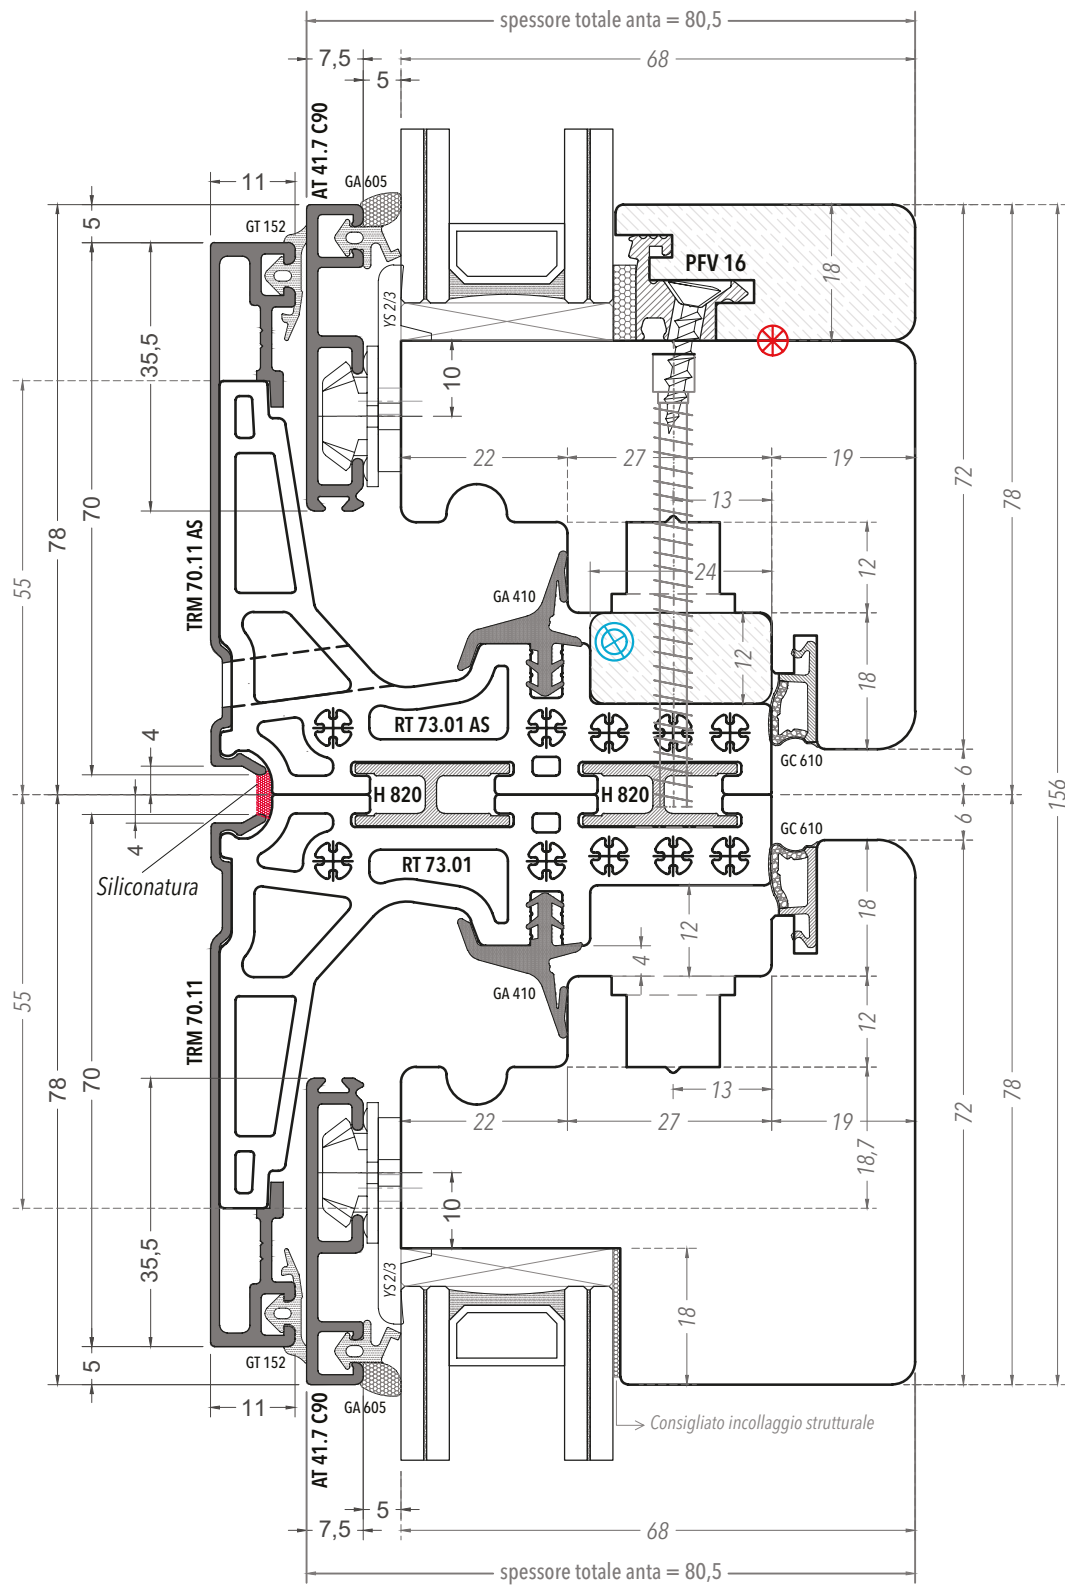 spessore totale anta = 80,5
7,5
68
5
AT 41.7 C90
11
GA 605
5
GT 152
PFV 16
18
YS 2/3
35,5
10
22
27
19
72
78
70
13
78
55
12
24
TRM 70.11 AS
GA 410
12
18
RT 73.01 AS
4
GC 610
6
H 820
H 820
156
6
4
GC 610
RT 73.01
Siliconatura
18
12
4
GA 410
55
TRM 70.11
12
78
70
13
22
27
19
72
78
18,7
10
35,5
YS 2/3
18
GT 152
5
11
GA 605
AT 41.7 C90
Consigliato incollaggio strutturale
5
7,5
68
spessore totale anta = 80,5